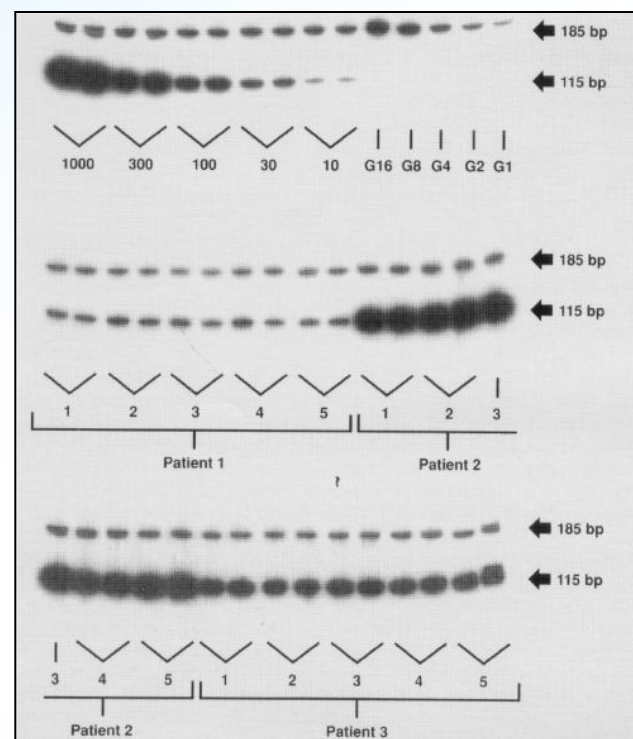 185 bp
115 bp
1000 300 100 30 10 G16 G8 G4 G2 G1
185 bp
115 bp
1 2 3 4 5 1 2 3
Patient 1 Patient 2
185 bp
115 bp
3 4 5 1 2 3 4 5
Patient 2 Patient 3